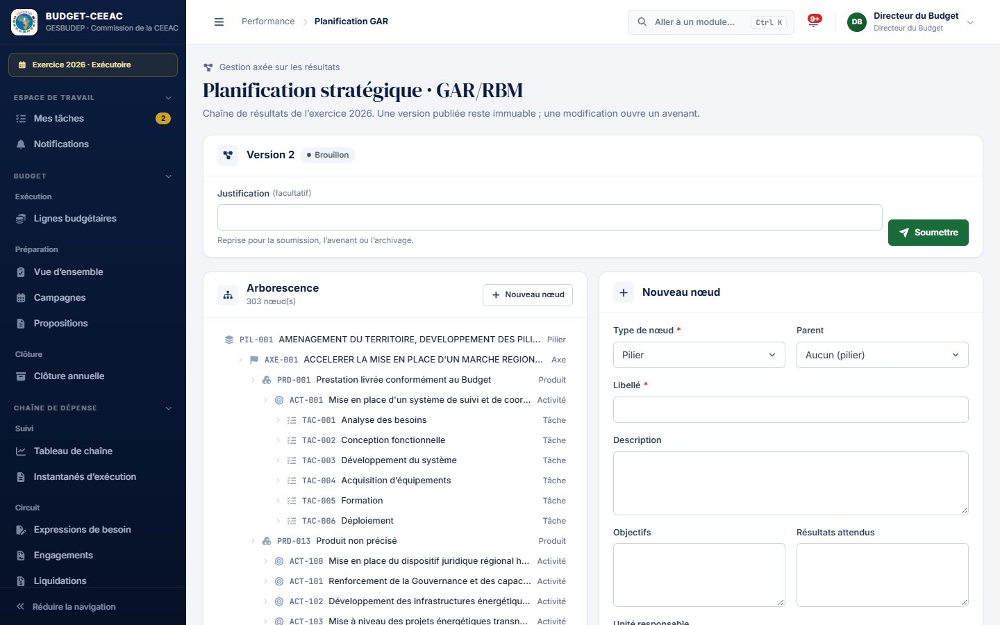 BUDGET-CEEAC
GESBUDEP · Commission de la CEEAC
Exercice 2026 · Exécutoire
ESPACE DE TRAVAIL
Mes tâches 2
Notifications
BUDGET
Exécution
Lignes budgétaires
Préparation
Vue d’ensemble
Campagnes
Propositions
Clôture
Clôture annuelle
CHAÎNE DE DÉPENSE
Suivi
Tableau de chaîne
Instantanés d’exécution
Circuit
Expressions de besoin
Engagements
Liquidations
Réduire la navigation
Performance Planification GAR
Aller à un module... Ctrl K
9+
DB
Directeur du Budget
Directeur du Budget
Gestion axée sur les résultats
Planification stratégique · GAR/RBM
Chaîne de résultats de l’exercice 2026. Une version publiée reste immuable ; une modification ouvre un avenant.
Version 2 Brouillon
Justification (facultatif)
Soumettre
Reprise pour la soumission, l’avenant ou l’archivage.
Arborescence
303 nœud(s)
Nouveau nœud
PIL-001 AMENAGEMENT DU TERRITOIRE, DEVELOPPEMENT DES PILI... Pilier
AXE-001 ACCELERER LA MISE EN PLACE D'UN MARCHE REGION... Axe
PRD-001 Prestation livrée conformément au Budget Produit
ACT-001 Mise en place d'un système de suivi et de coor... Activité
TAC-001 Analyse des besoins Tâche
TAC-002 Conception fonctionnelle Tâche
TAC-003 Développement du système Tâche
TAC-004 Acquisition d’équipements Tâche
TAC-005 Formation Tâche
TAC-006 Déploiement Tâche
PRD-013 Produit non précisé Produit
ACT-100 Mise en place du dispositif juridique régional h... Activité
ACT-101 Renforcement de la Gouvernance et des capac... Activité
ACT-102 Développement des infrastructures énergétiqu... Activité
ACT-103 Mise à niveau des projets énergétiques transn... Activité
Nouveau nœud
Type de nœud * Parent
Pilier Aucun (pilier)
Libellé *
Description
Objectifs Résultats attendus
Unité responsable